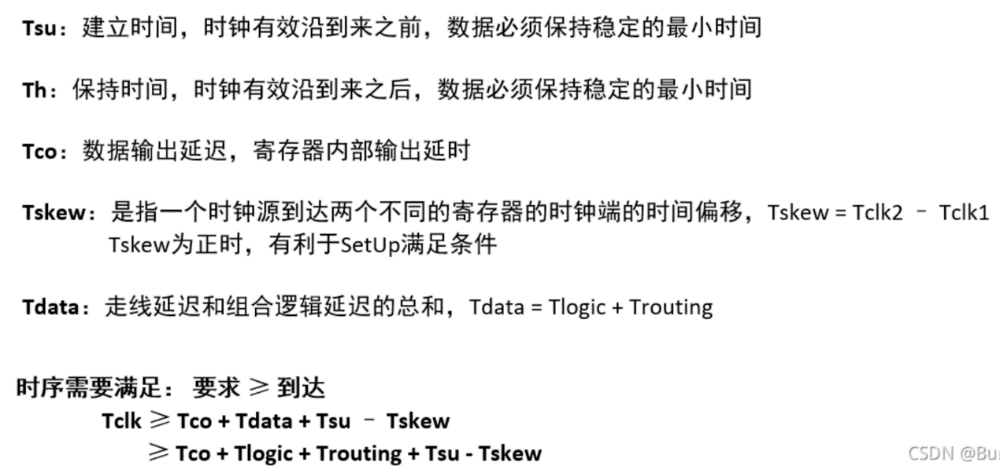 Tsu：建立时间，时钟有效沿到来之前，数据必须保持稳定的最小时间
Th：保持时间，时钟有效沿到来之后，数据必须保持稳定的最小时间
Tco：数据输出延迟，寄存器内部输出延时
Tskew：是指一个时钟源到达两个不同的寄存器的时钟端的时间偏移，Tskew = Tclk2 – Tclk1
Tskew为正时，有利于SetUp满足条件
Tdata：走线延迟和组合逻辑延迟的总和，Tdata = Tlogic + Trouting
时序需要满足： 要求 ≥ 到达
Tclk ≥ Tco + Tdata + Tsu – Tskew
≥ Tco + Tlogic + Trouting + Tsu - Tskew
CSDN